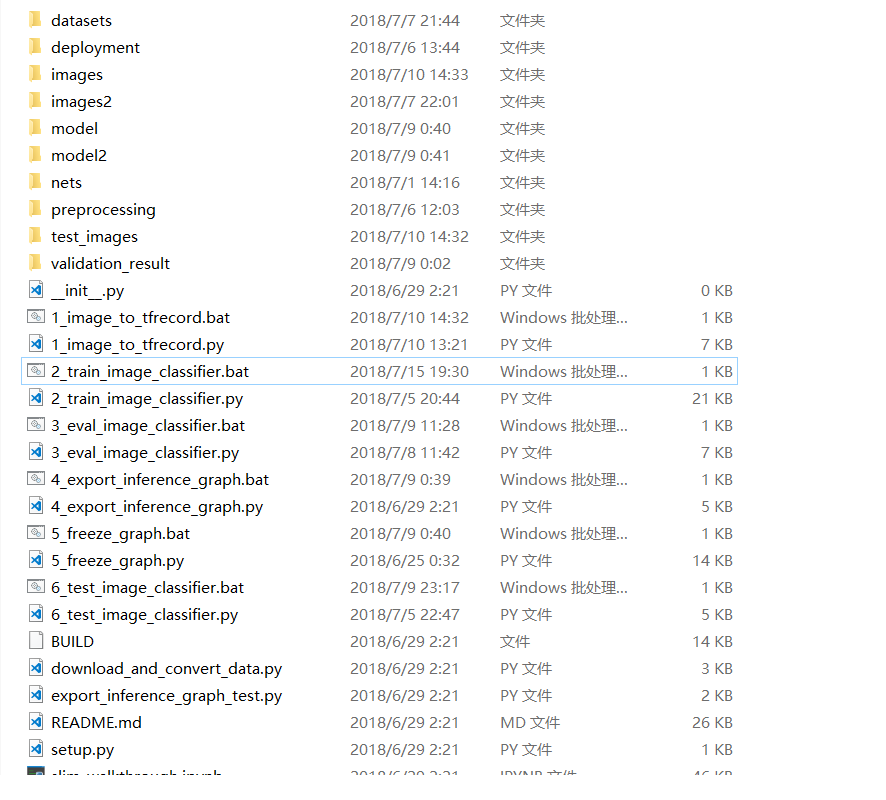 datasets 2018/7/7 21:44 文件夹
deployment 2018/7/6 13:44 文件夹
images 2018/7/10 14:33 文件夹
images2 2018/7/7 22:01 文件夹
model 2018/7/9 0:40 文件夹
model2 2018/7/9 0:41 文件夹
nets 2018/7/1 14:16 文件夹
preprocessing 2018/7/6 12:03 文件夹
test_images 2018/7/10 14:32 文件夹
validation_result 2018/7/9 0:02 文件夹
__init__.py 2018/6/29 2:21 PY 文件 0 KB
1_image_to_tfrecord.bat 2018/7/10 14:32 Windows 批处理... 1 KB
1_image_to_tfrecord.py 2018/7/10 13:21 PY 文件 7 KB
2_train_image_classifier.bat 2018/7/15 19:30 Windows 批处理... 1 KB
2_train_image_classifier.py 2018/7/5 20:44 PY 文件 21 KB
3_eval_image_classifier.bat 2018/7/9 11:28 Windows 批处理... 1 KB
3_eval_image_classifier.py 2018/7/8 11:42 PY 文件 7 KB
4_export_inference_graph.bat 2018/7/9 0:39 Windows 批处理... 1 KB
4_export_inference_graph.py 2018/6/29 2:21 PY 文件 5 KB
5_freeze_graph.bat 2018/7/9 0:40 Windows 批处理... 1 KB
5_freeze_graph.py 2018/6/25 0:32 PY 文件 14 KB
6_test_image_classifier.bat 2018/7/9 23:17 Windows 批处理... 1 KB
6_test_image_classifier.py 2018/7/5 22:47 PY 文件 5 KB
BUILD 2018/6/29 2:21 文件 14 KB
download_and_convert_data.py 2018/6/29 2:21 PY 文件 3 KB
export_inference_graph_test.py 2018/6/29 2:21 PY 文件 2 KB
README.md 2018/6/29 2:21 MD 文件 26 KB
setup.py 2018/6/29 2:21 PY 文件 1 KB
slim_walkthrough.ipynb 2018/6/29 2:21 IPYNB 文件 46 KB